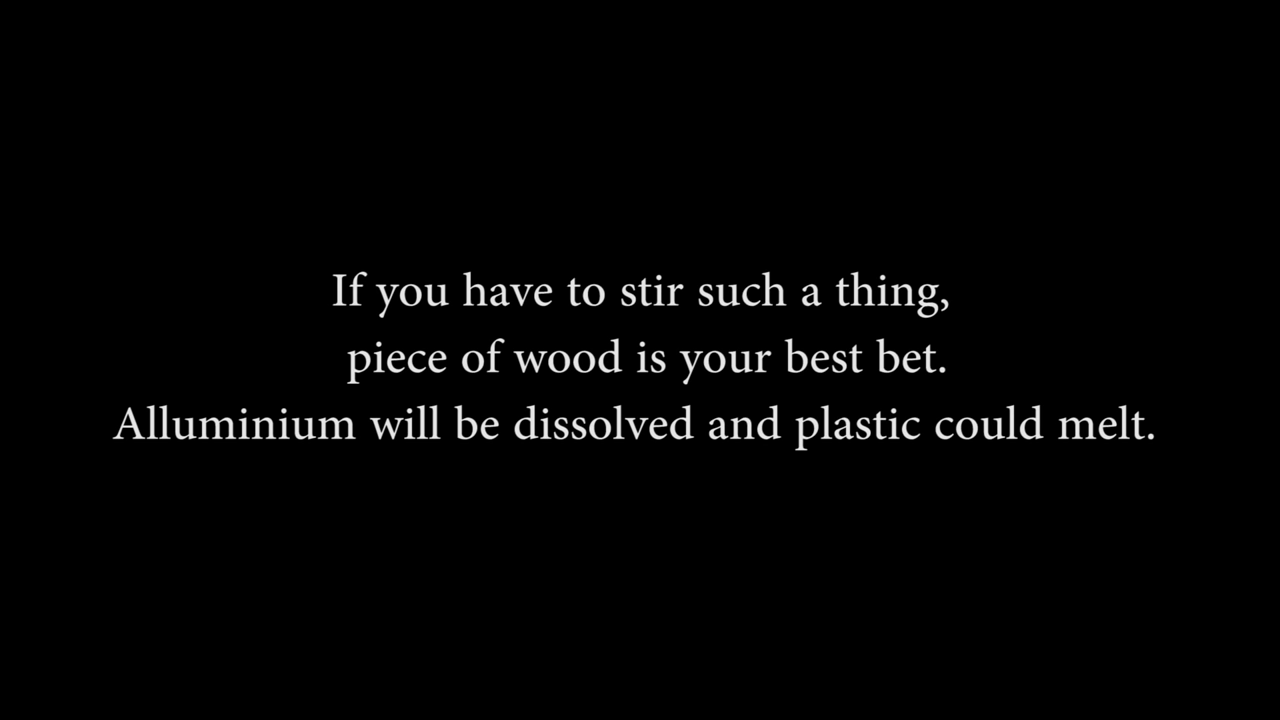 If you have to stir such a thing,
piece of wood is your best bet.
Alluminium will be dissolved and plastic could melt.